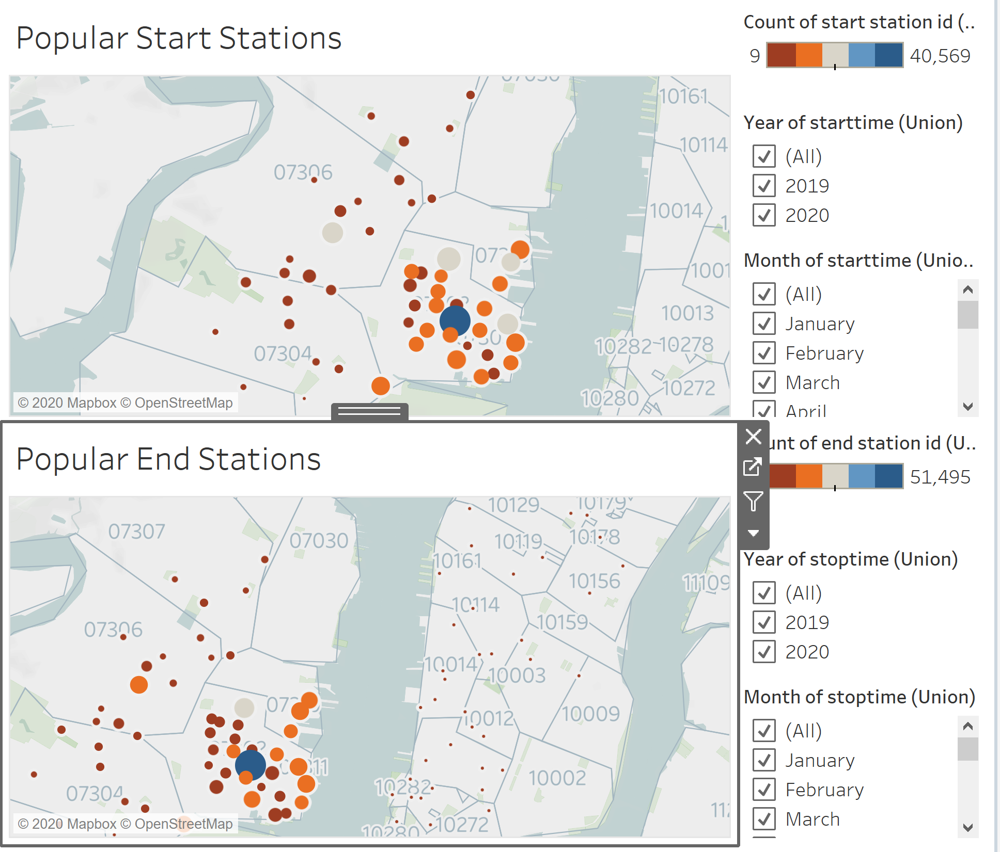 Popular Start Stations
Count of start station id (..
9
40,569
Year of starttime (Union)
(All)
2019
2020
Month of starttime (Unio..
(All)
January
February
March
April
10161
10114
07306
10014
10013
07304
10282
10278
10272
10280
© 2020 Mapbox © OpenStreetMap
Popular End Stations
unt of end station id (U..
51,495
Year of stoptime (Union)
(All)
2019
2020
Month of stoptime (Union)
(All)
January
February
March
10129
10179
07307
07030
10119
10178
10161
10156
11109
10114
10159
07306
10014
10003
10012
10009
10002
10282
07304
10272
10280
© 2020 Mapbox © OpenStreetMap